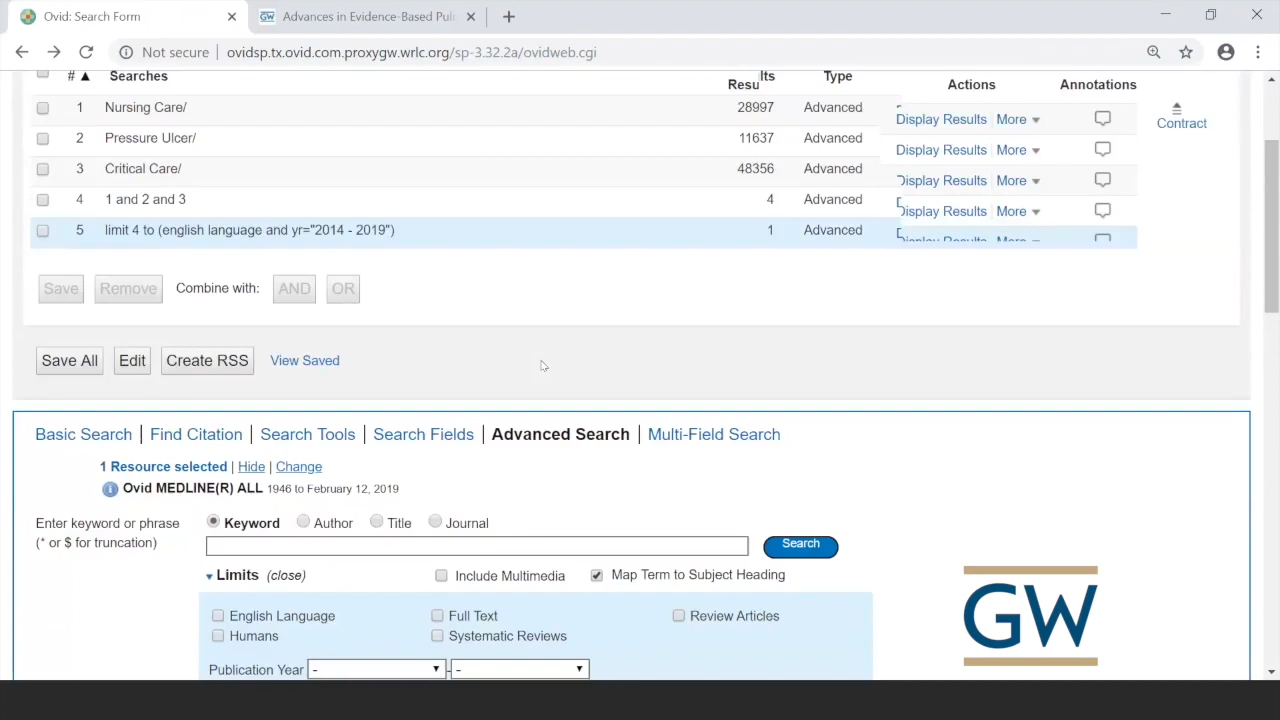 Ovid: Search Form
Advances in Evidence-Based Pul
Not secure | ovidsp.tx.ovid.com.proxygw.wrlc.org/sp-3.32.2a/ovidweb.cgi
# ▲ Searches Results Type Actions Annotations
1 Nursing Care/ 28997 Advanced Display Results More
2 Pressure Ulcer/ 11637 Advanced Display Results More
3 Critical Care/ 48356 Advanced Display Results More
4 1 and 2 and 3 4 Advanced Display Results More
5 limit 4 to (english language and yr="2014 - 2019") 1 Advanced Display Results More
Contract
Save Remove Combine with: AND OR
Save All Edit Create RSS View Saved
Basic Search | Find Citation | Search Tools | Search Fields | Advanced Search | Multi-Field Search
1 Resource selected | Hide | Change
Ovid MEDLINE(R) ALL 1946 to February 12, 2019
Enter keyword or phrase
(* or $ for truncation)
Keyword Author Title Journal
Search
Limits (close) Include Multimedia Map Term to Subject Heading
English Language Full Text Review Articles
Humans Systematic Reviews
Publication Year - - -
GW